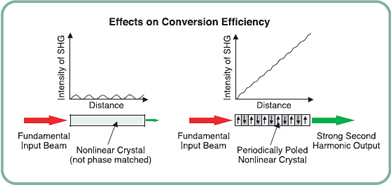 Effects on Conversion Efficiency
Intensity of SHG
Distance
Fundamental
Input Beam
Nonlinear Crystal
(not phase matched)
Intensity of SHG
Distance
Fundamental
Input Beam
Periodically Poled
Nonlinear Crystal
Strong Second
Harmonic Output